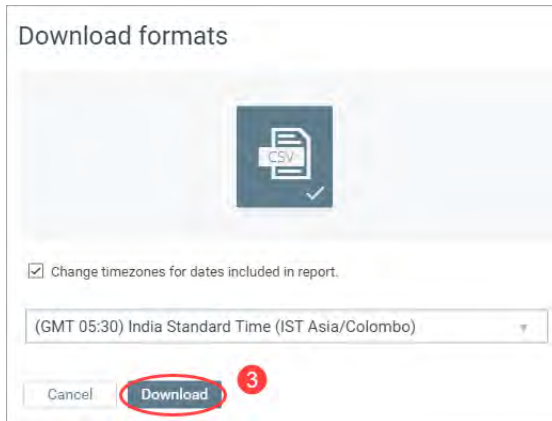 Download formats
CSV
Change timezones for dates included in report.
(GMT 05:30) India Standard Time (IST Asia/Colombo)
Cancel Download 3